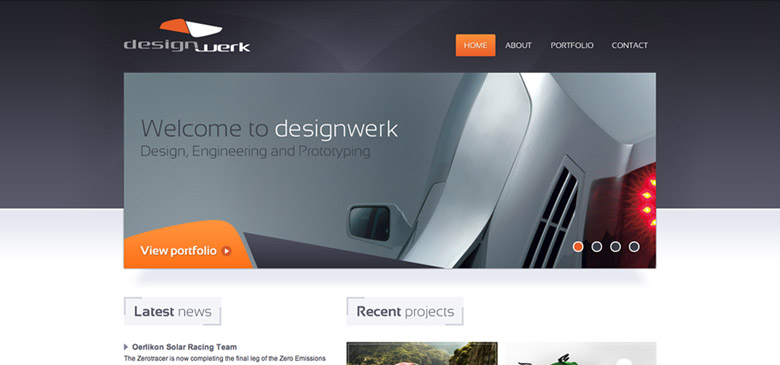 designwerk
HOME ABOUT PORTFOLIO CONTACT
Welcome to designwerk
Design, Engineering and Prototyping
View portfolio
Latest news
Recent projects
Oerlikon Solar Racing Team
The Zerotracer is now completing the final leg of the Zero Emissions